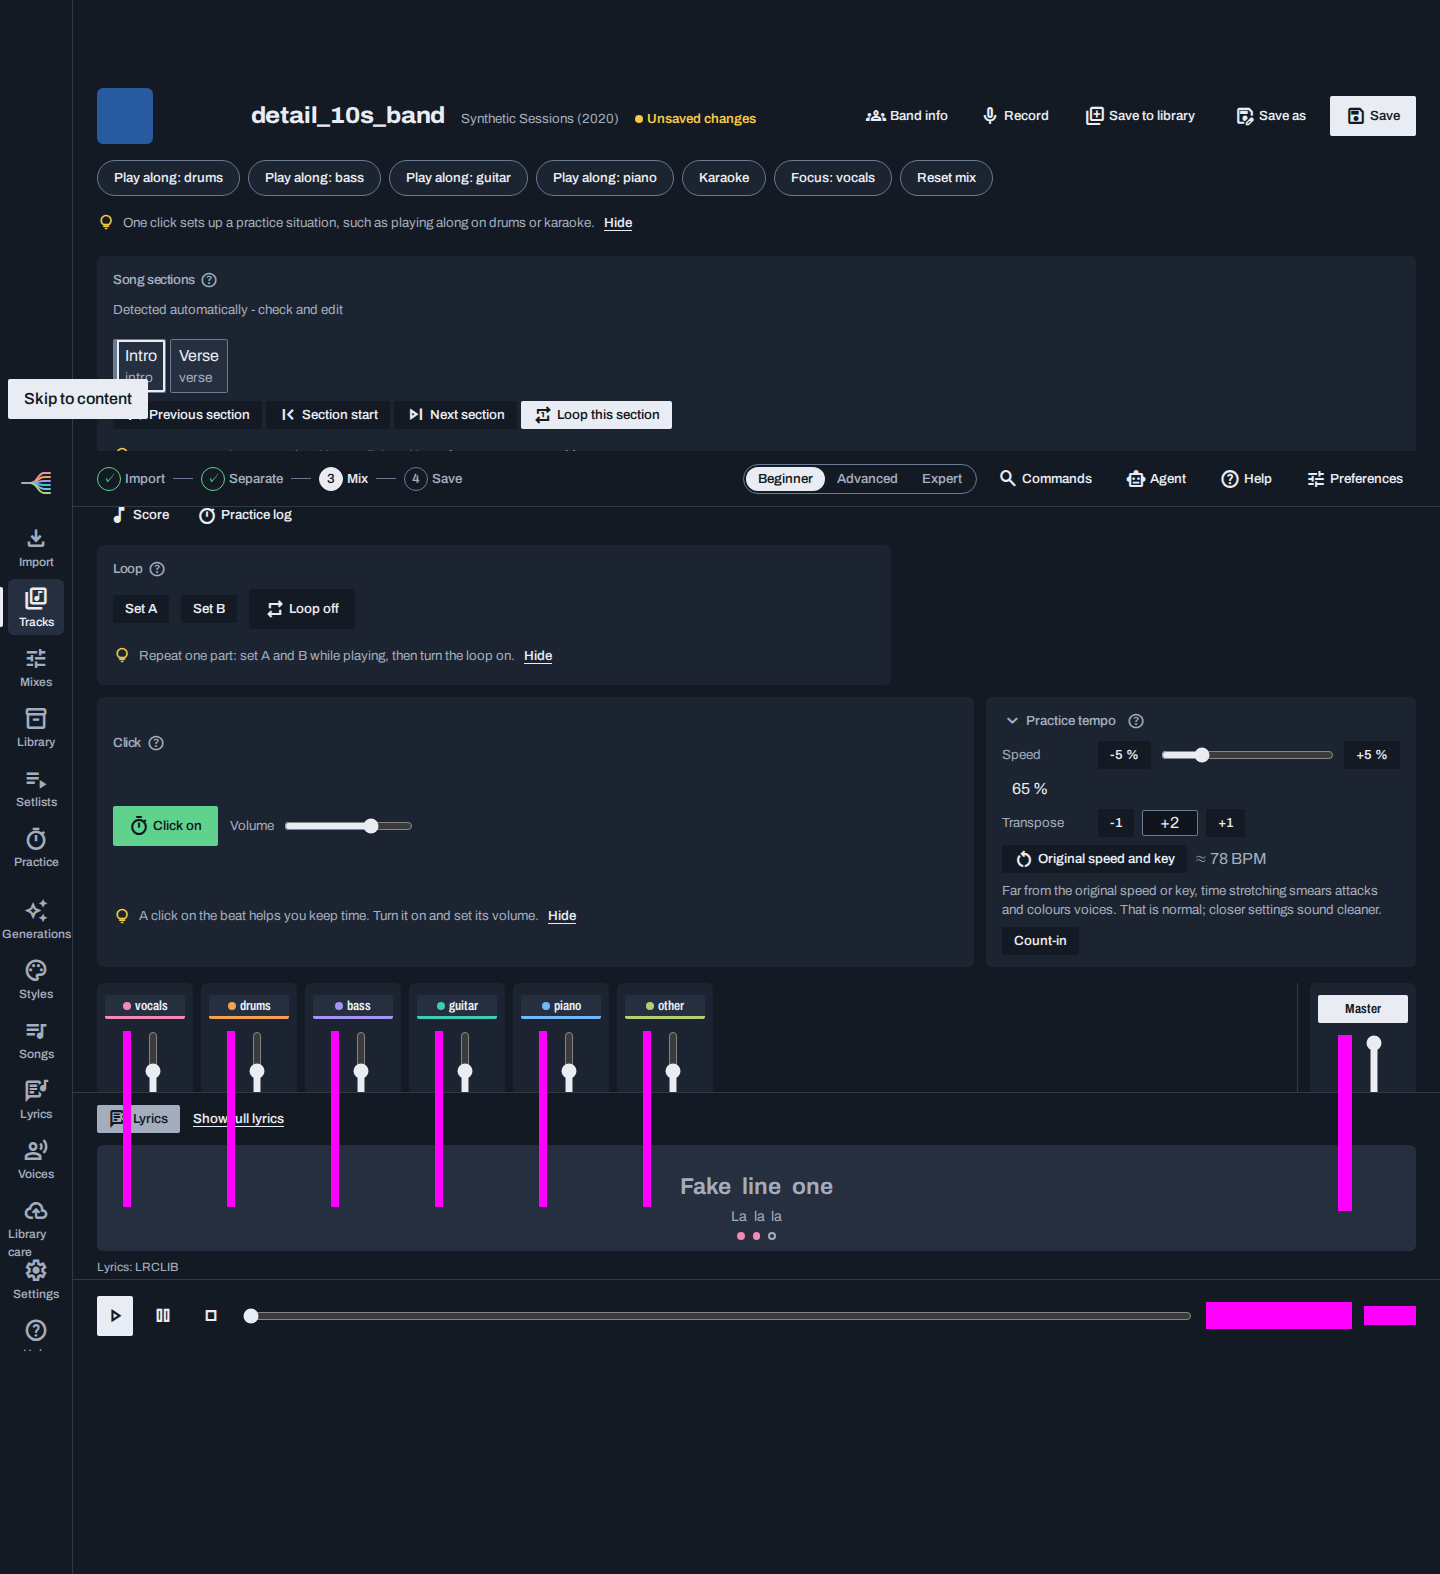 detail_10s_band
Synthetic Sessions (2020)
Unsaved changes
Band info
Record
Save to library
Save as
Save
Play along: drums
Play along: bass
Play along: guitar
Play along: piano
Karaoke
Focus: vocals
Reset mix
One click sets up a practice situation, such as playing along on drums or karaoke. Hide
Song sections
Detected automatically - check and edit
Intro
intro
Verse
verse
Skip to content
Previous section
Section start
Next section
Loop this section
Import
Separate
3 Mix
4 Save
Beginner
Advanced
Expert
Commands
Agent
Help
Preferences
Score
Practice log
Import
Tracks
Mixes
Library
Setlists
Practice
Generations
Styles
Songs
Lyrics
Voices
Library
care
Settings
Loop
Set A
Set B
Loop off
Repeat one part: set A and B while playing, then turn the loop on. Hide
Click
Click on
Volume
A click on the beat helps you keep time. Turn it on and set its volume. Hide
Practice tempo
Speed
-5 %
+5 %
65 %
Transpose
-1
+2
+1
Original speed and key
≈ 78 BPM
Far from the original speed or key, time stretching smears attacks
and colours voices. That is normal; closer settings sound cleaner.
Count-in
vocals
drums
bass
guitar
piano
other
Master
Lyrics
Show full lyrics
Fake line one
La la la
Lyrics: LRCLIB